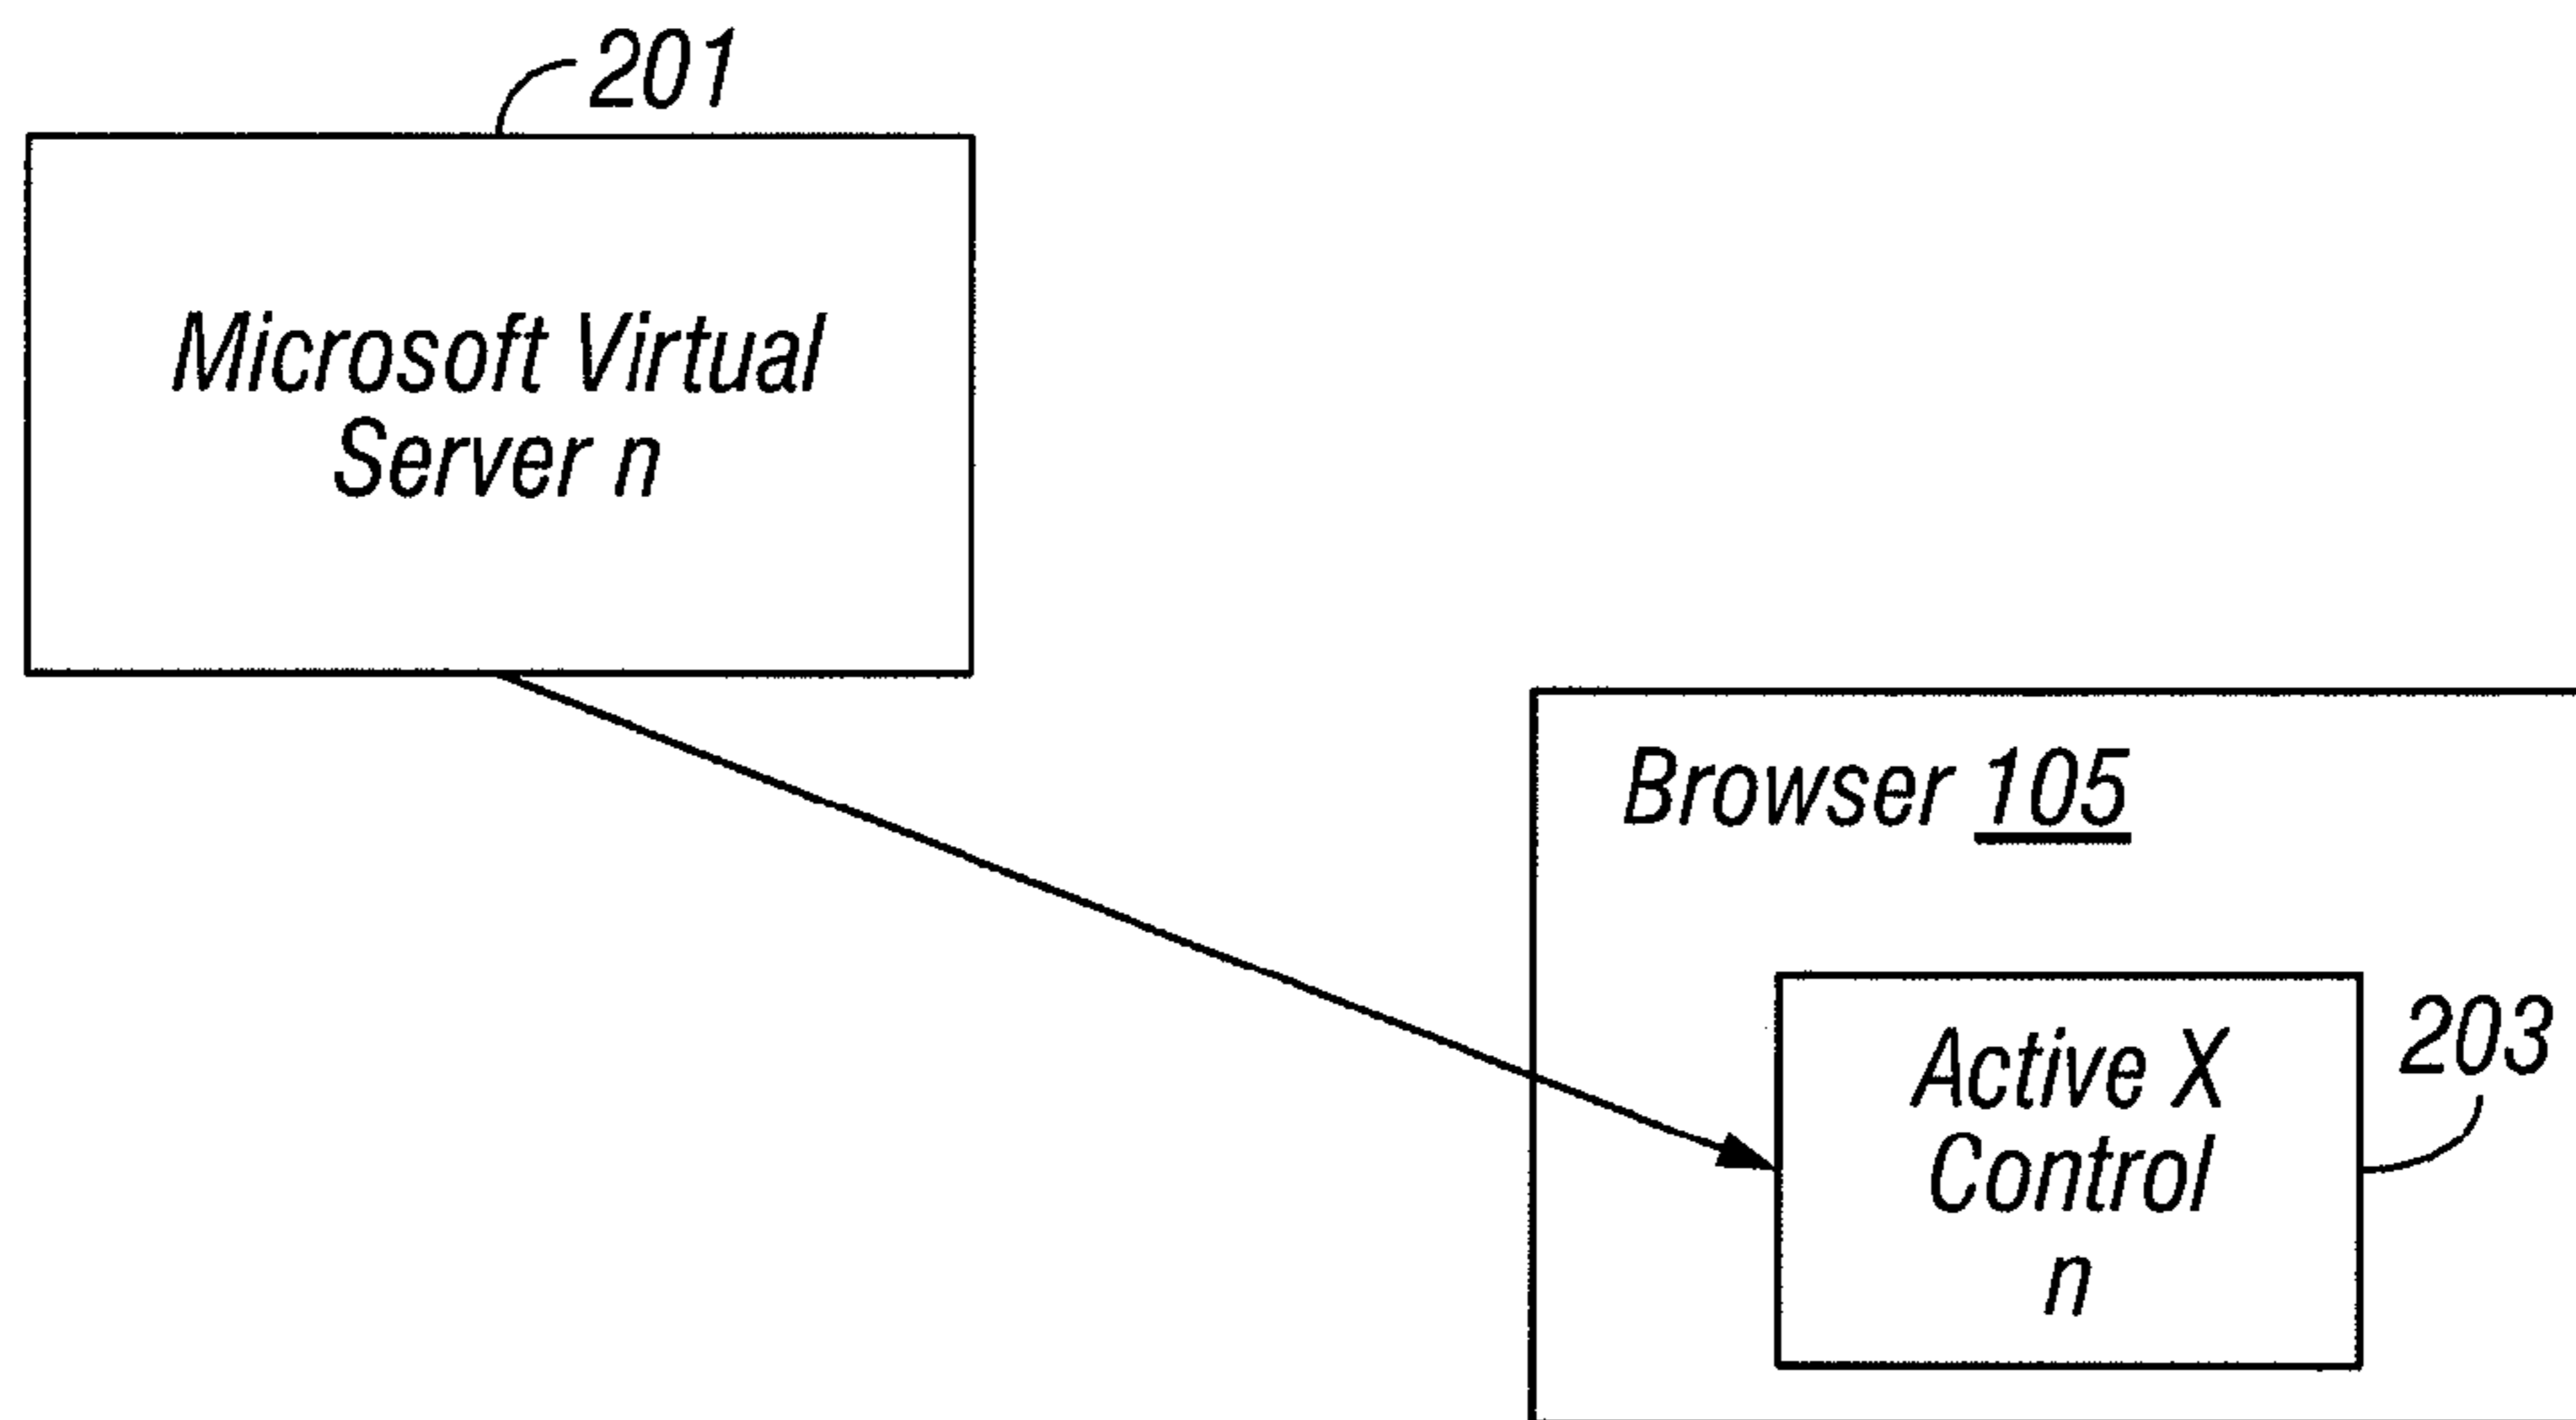 201
Microsoft Virtual
Server n
Browser 105
Active X
Control
n
203